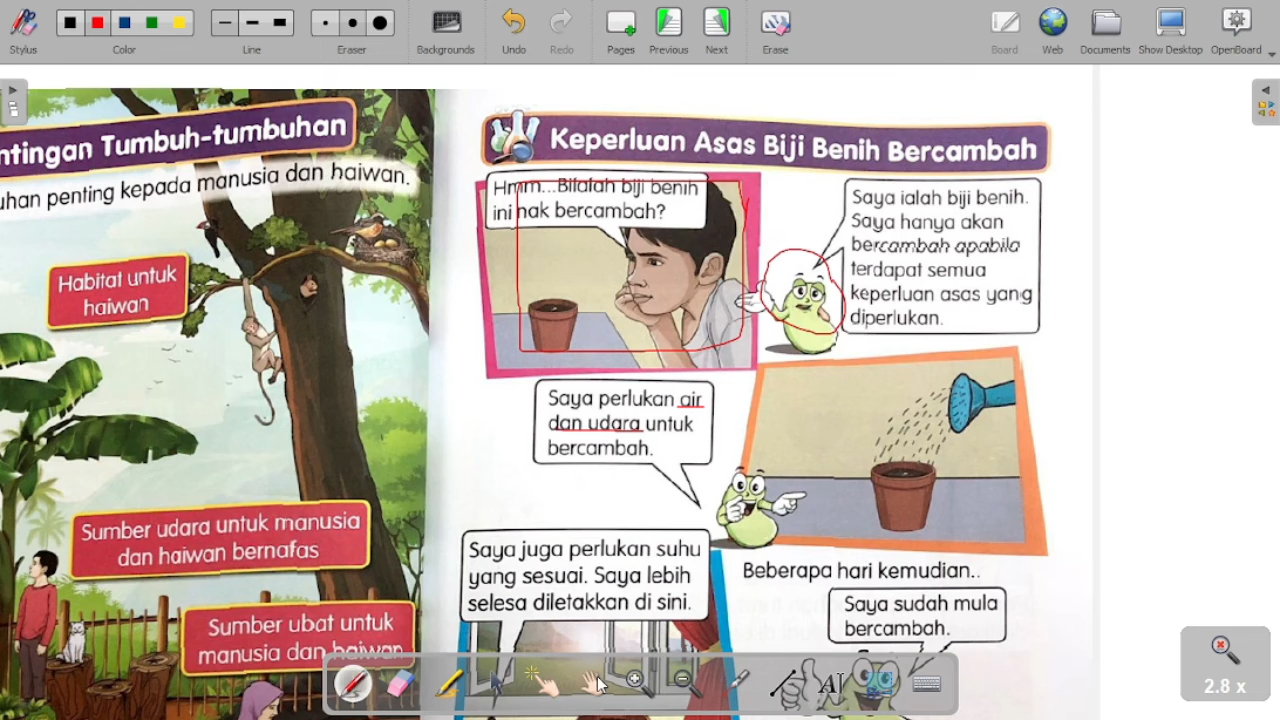 Stylus
Color
Line
Eraser
Backgrounds
Undo
Redo
Pages
Previous
Next
Erase
Board
Web
Documents
Show Desktop
OpenBoard
ntingan Tumbuh-tumbuhan
uhan penting kepada manusia dan haiwan.
Habitat untuk
haiwan
Sumber udara untuk manusia
dan haiwan bernafas
Sumber ubat untuk
manusia dan haiwan
Keperluan Asas Biji Benih Bercambah
Hmm...Bilalah biji benih
ini nak bercambah?
Saya ialah biji benih.
Saya hanya akan
bercambah apabila
terdapat semua
keperluan asas yang
diperlukan.
Saya perlukan air
dan udara untuk
bercambah.
Saya juga perlukan suhu
yang sesuai. Saya lebih
selesa diletakkan di sini.
Beberapa hari kemudian..
Saya sudah mula
bercambah.
2.8 x